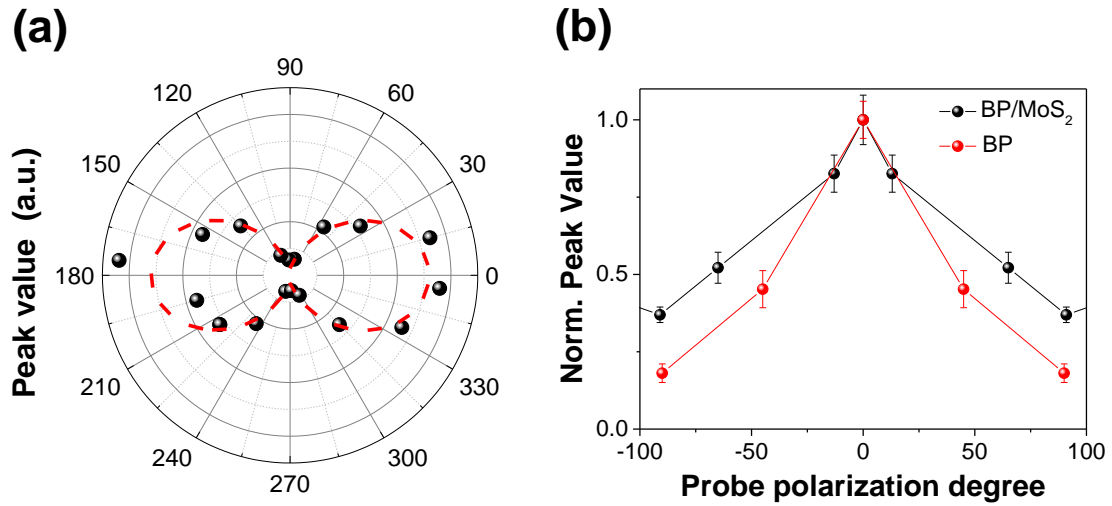 (a)
Peak value (a.u.)
90
120
60
150
30
180
0
210
330
240
300
270
(b)
Norm. Peak Value
1.0
0.5
0.0
BP/MoS₂
BP
-100
-50
0
50
100
Probe polarization degree